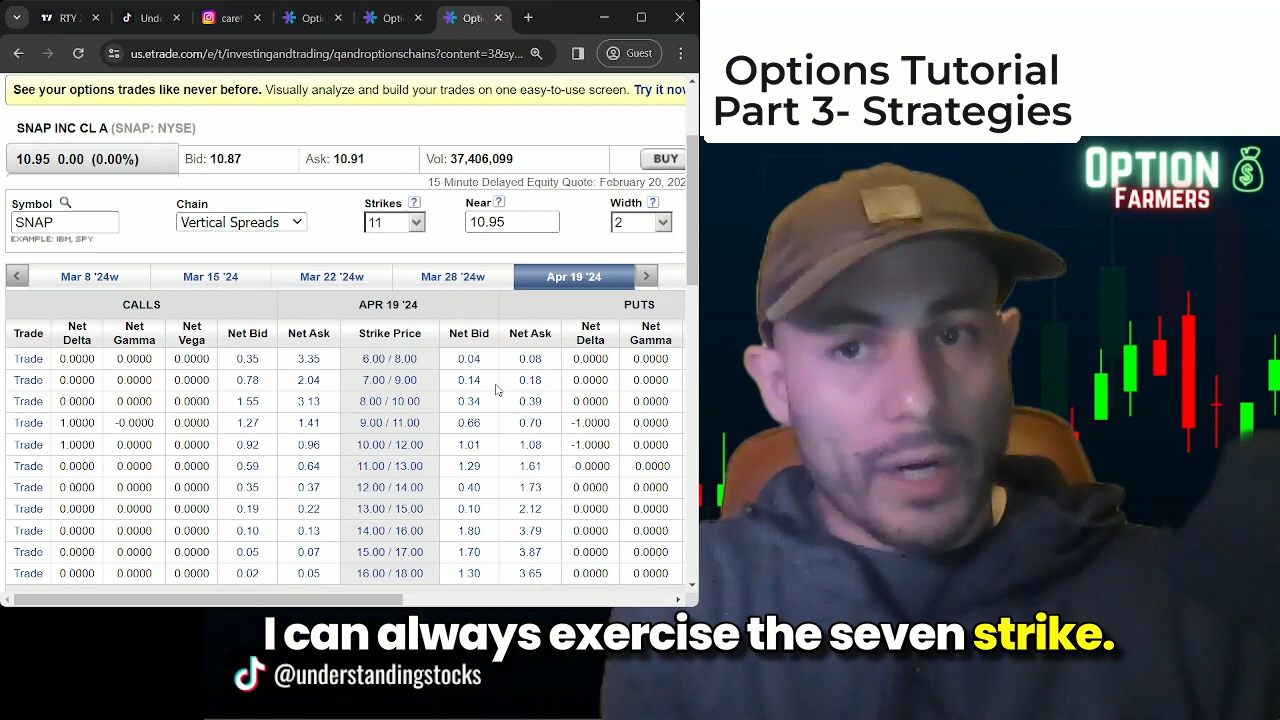 RTY
Und
caref
Opti
Opti
Opti
us.etrade.com/e/t/investingandtrading/qandroptionschains?content=3&sy...
Guest
See your options trades like never before. Visually analyze and build your trades on one easy-to-use screen. Try it now
SNAP INC CL A (SNAP: NYSE)
10.95 0.00 (0.00%) Bid: 10.87 Ask: 10.91 Vol: 37,406,099 BUY
15-Minute Delayed Equity Quote: February 20, 202
Symbol Chain Strikes ? Near ? Width ?
SNAP Vertical Spreads 11 10.95 2
EXAMPLE: IBM, SPY
Mar 8 '24w Mar 15 '24 Mar 22 '24w Mar 28 '24w Apr 19 '24
CALLS APR 19 '24 PUTS
Trade Net Delta Net Gamma Net Vega Net Bid Net Ask Strike Price Net Bid Net Ask Net Delta Net Gamma
Trade 0.0000 0.0000 0.0000 0.35 3.35 6.00 / 8.00 0.04 0.08 0.0000 0.0000
Trade 0.0000 0.0000 0.0000 0.78 2.04 7.00 / 9.00 0.14 0.18 0.0000 0.0000
Trade 0.0000 0.0000 0.0000 1.55 3.13 8.00 / 10.00 0.34 0.39 0.0000 0.0000
Trade 1.0000 -0.0000 0.0000 1.27 1.41 9.00 / 11.00 0.66 0.70 -1.0000 0.0000
Trade 1.0000 0.0000 0.0000 0.92 0.96 10.00 / 12.00 1.01 1.08 -1.0000 0.0000
Trade 0.0000 0.0000 0.0000 0.59 0.64 11.00 / 13.00 1.29 1.61 -0.0000 -0.0000
Trade 0.0000 0.0000 0.0000 0.35 0.37 12.00 / 14.00 0.40 1.73 0.0000 0.0000
Trade 0.0000 0.0000 0.0000 0.19 0.22 13.00 / 15.00 0.10 2.12 0.0000 0.0000
Trade 0.0000 0.0000 0.0000 0.10 0.13 14.00 / 16.00 1.80 3.79 0.0000 0.0000
Trade 0.0000 0.0000 0.0000 0.05 0.07 15.00 / 17.00 1.70 3.87 0.0000 0.0000
Trade 0.0000 0.0000 0.0000 0.02 0.05 16.00 / 18.00 1.30 3.65 0.0000 0.0000
Options Tutorial
Part 3- Strategies
OPTION
FARMERS
I can always exercise the seven strike.
@understandingstocks